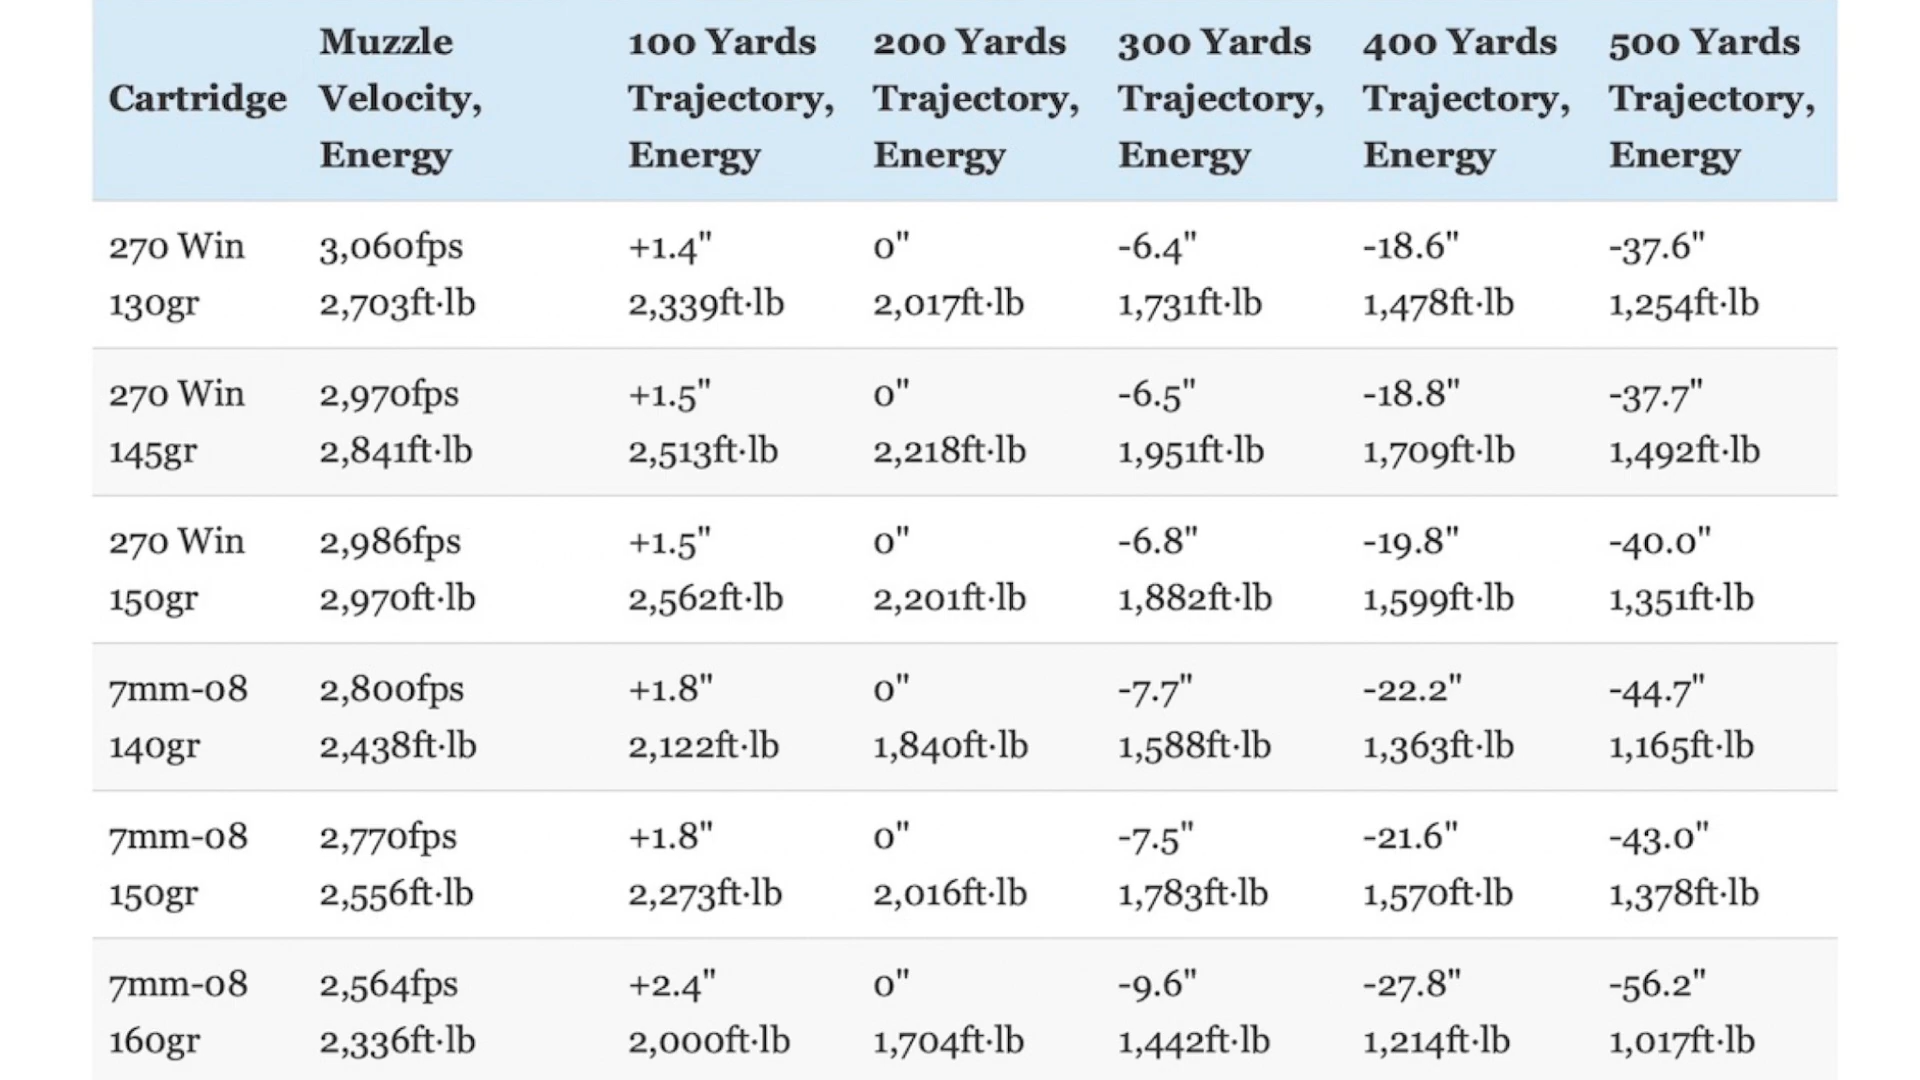 Cartridge Muzzle Velocity, Energy 100 Yards Trajectory, Energy 200 Yards Trajectory, Energy 300 Yards Trajectory, Energy 400 Yards Trajectory, Energy 500 Yards Trajectory, Energy
270 Win 3,060fps +1.4" 0" -6.4" -18.6" -37.6"
130gr 2,703ft·lb 2,339ft·lb 2,017ft·lb 1,731ft·lb 1,478ft·lb 1,254ft·lb
270 Win 2,970fps +1.5" 0" -6.5" -18.8" -37.7"
145gr 2,841ft·lb 2,513ft·lb 2,218ft·lb 1,951ft·lb 1,709ft·lb 1,492ft·lb
270 Win 2,986fps +1.5" 0" -6.8" -19.8" -40.0"
150gr 2,970ft·lb 2,562ft·lb 2,201ft·lb 1,882ft·lb 1,599ft·lb 1,351ft·lb
7mm-08 2,800fps +1.8" 0" -7.7" -22.2" -44.7"
140gr 2,438ft·lb 2,122ft·lb 1,840ft·lb 1,588ft·lb 1,363ft·lb 1,165ft·lb
7mm-08 2,770fps +1.8" 0" -7.5" -21.6" -43.0"
150gr 2,556ft·lb 2,273ft·lb 2,016ft·lb 1,783ft·lb 1,570ft·lb 1,378ft·lb
7mm-08 2,564fps +2.4" 0" -9.6" -27.8" -56.2"
160gr 2,336ft·lb 2,000ft·lb 1,704ft·lb 1,442ft·lb 1,214ft·lb 1,017ft·lb